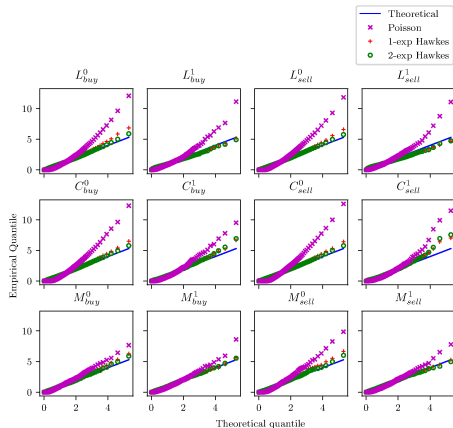 Theoretical
Poisson
1-exp Hawkes
2-exp Hawkes
$L^0_{buy}$ $L^1_{buy}$ $L^0_{sell}$ $L^1_{sell}$
10
5
0
$C^0_{buy}$ $C^1_{buy}$ $C^0_{sell}$ $C^1_{sell}$
10
5
0
Empirical Quantile
$M^0_{buy}$ $M^1_{buy}$ $M^0_{sell}$ $M^1_{sell}$
10
5
0
0 2 4 0 2 4 0 2 4 0 2 4
Theoretical quantile